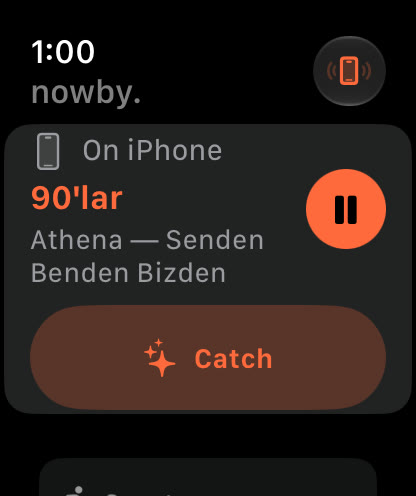 1:00
nowby.
On iPhone
90'lar
Athena — Senden
Benden Bizden
Catch